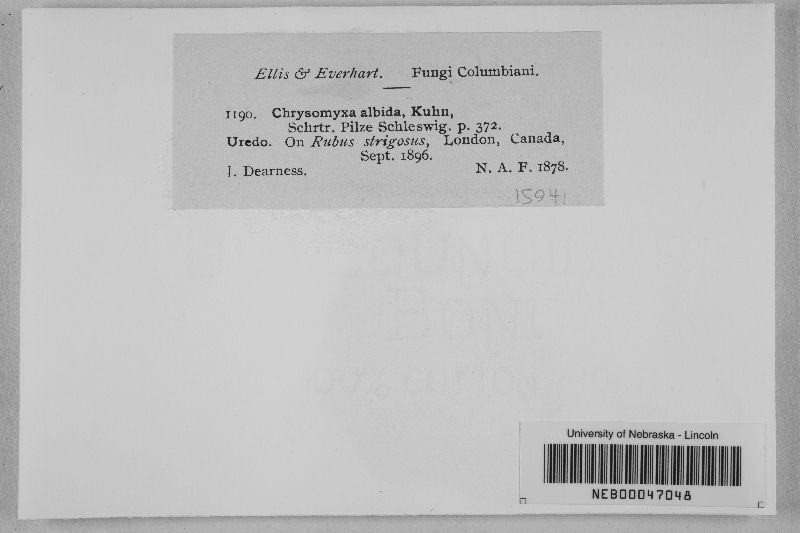 Ellis & Everhart. Fungi Columbiani.
1190. Chrysomyxa albida, Kuhn,
Schrtr. Pilze Schleswig. p. 372.
Uredo. On Rubus strigosus, London, Canada,
Sept. 1896.
J. Dearness. N. A. F. 1878.
15941
University of Nebraska - Lincoln
NEB00047048